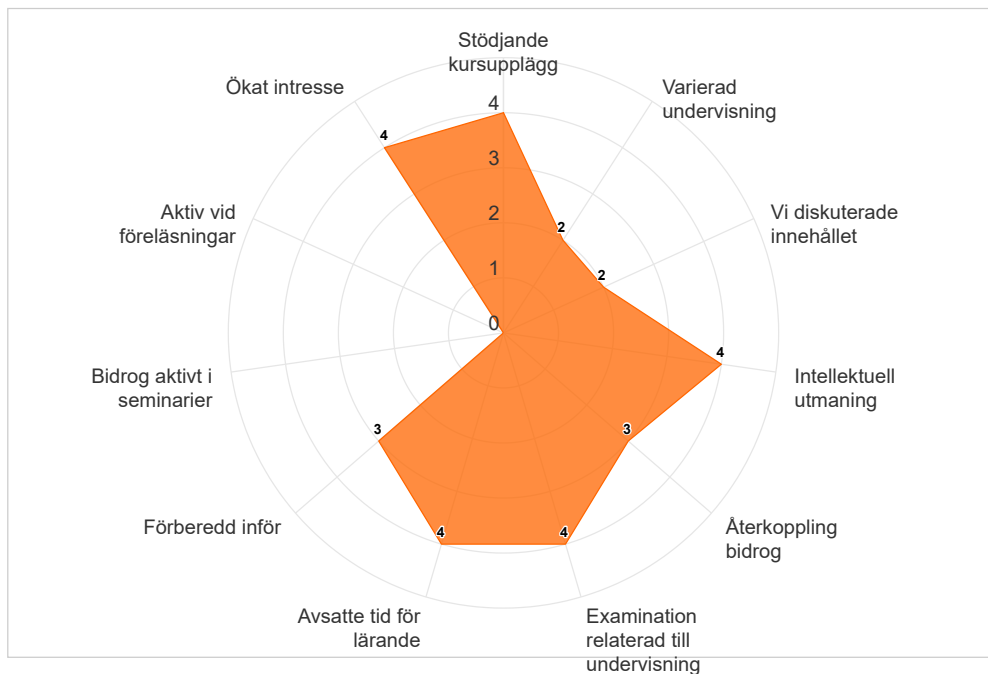 Stödjande
kursupplägg
Ökat intresse
Varierad
undervisning
4
4
3
Aktiv vid
föreläsningar
Vi diskuterade
innehållet
2
2
2
1
0
4
Bidrog aktivt i
seminarier
Intellektuell
utmaning
3
3
Förberedd inför
Återkoppling
bidrog
4
4
Avsatte tid för
lärande
Examination
relaterad till
undervisning